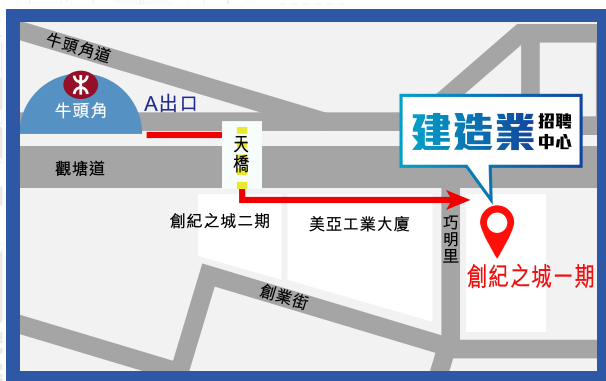 牛頭角道
牛頭角
A出口
天橋
觀塘道
建造業
招聘
中心
創紀之城二期
美亞工業大廈
巧明里
創紀之城一期
創業街